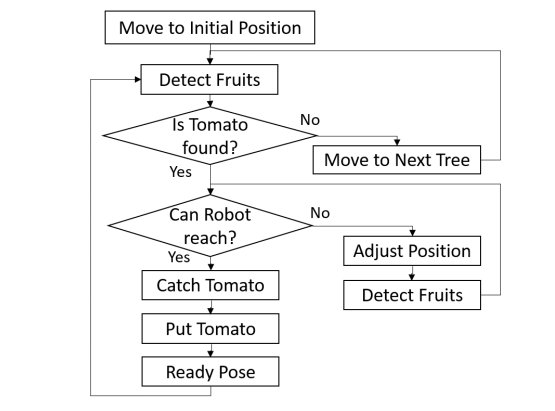 Move to Initial Position
Detect Fruits
Is Tomato
found?
No
Move to Next Tree
Yes
Can Robot
reach?
No
Adjust Position
Yes
Catch Tomato
Detect Fruits
Put Tomato
Ready Pose